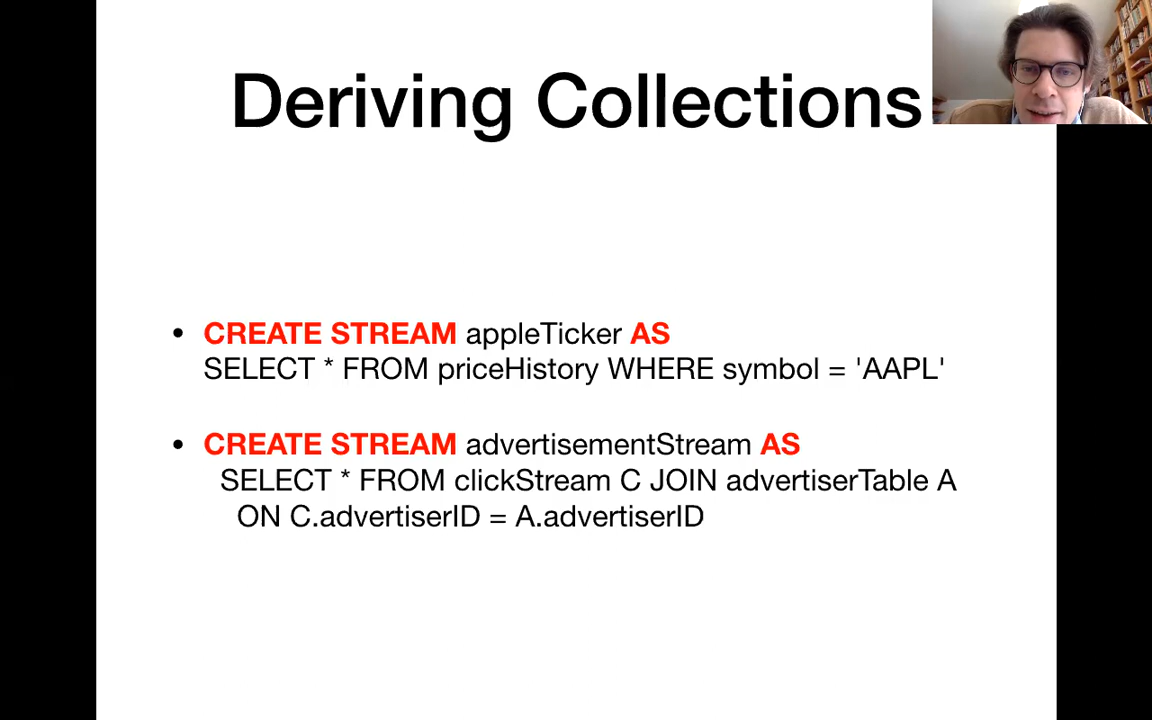 Deriving Collections
• CREATE STREAM appleTicker AS
SELECT * FROM priceHistory WHERE symbol = 'AAPL'
• CREATE STREAM advertisementStream AS
SELECT * FROM clickStream C JOIN advertiserTable A
ON C.advertiserID = A.advertiserID